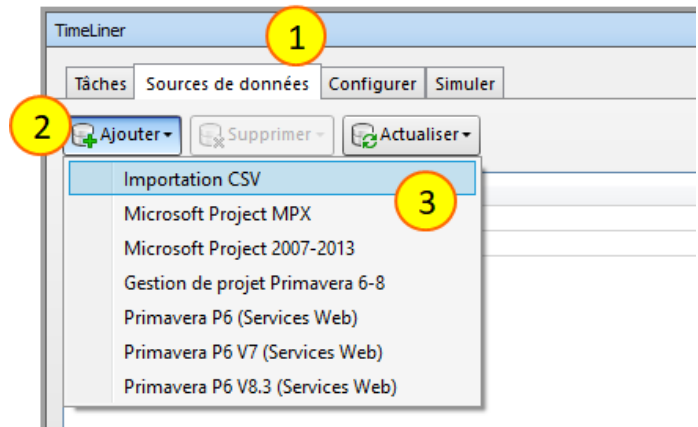 TimeLiner
1
Tâches Sources de données Configurer Simuler
2 Ajouter Supprimer Actualiser
Importation CSV
3
Microsoft Project MPX
Microsoft Project 2007-2013
Gestion de projet Primavera 6-8
Primavera P6 (Services Web)
Primavera P6 V7 (Services Web)
Primavera P6 V8.3 (Services Web)